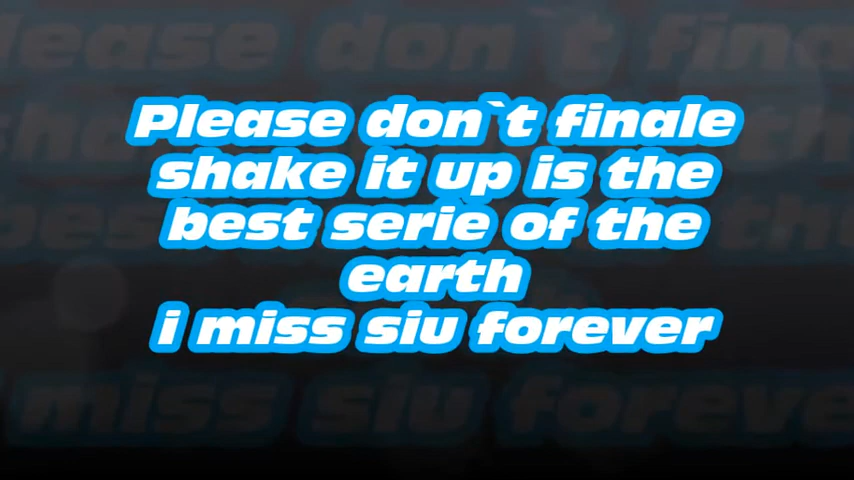 Please don`t finale
shake it up is the
best serie of the
earth
i miss siu forever